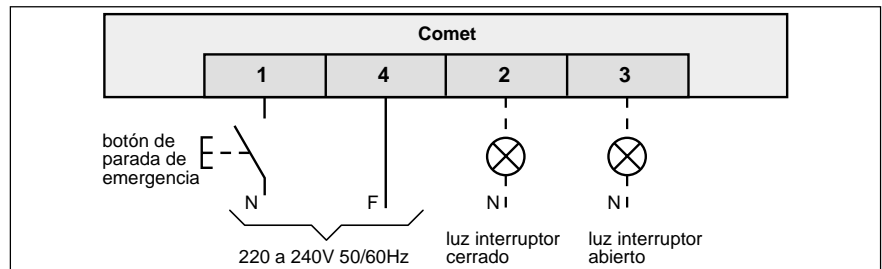 Comet
1 4 2 3
botón de
parada de
emergencia
N F N N
220 a 240V 50/60Hz
luz interruptor
cerrado
luz interruptor
abierto